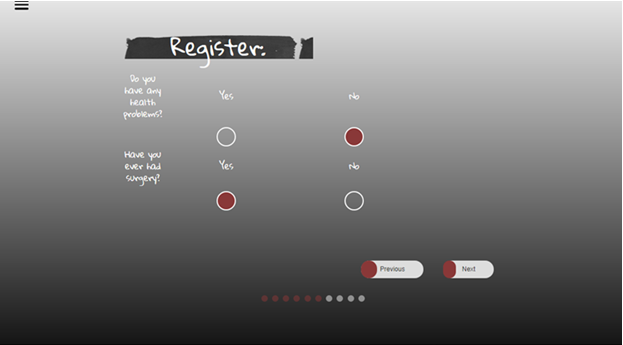 Register:
Do you
have any
health
problems?
Yes
No
Have you
ever had
surgery?
Yes
No
Previous
Next